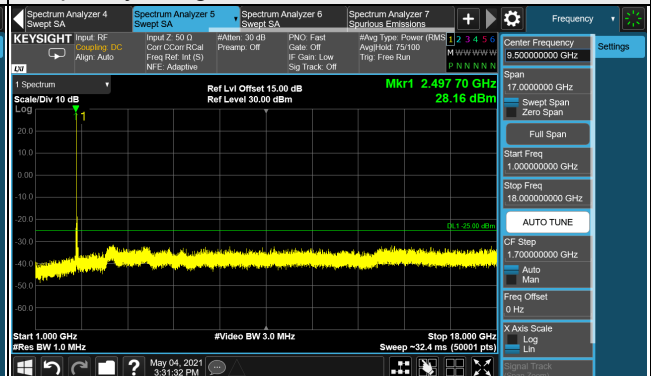 Spectrum Analyzer 4
Swept SA
Spectrum Analyzer 5
Swept SA
Spectrum Analyzer 6
Swept SA
Spectrum Analyzer 7
Spurious Emissions
Frequency
KEYSIGHT
Input: RF
Coupling: DC
Align: Auto
Input Z: 50 Ω
Corr CCorr RCal
Freq Ref: Int (S)
NFE: Adaptive
#Atten: 30 dB
Preamp: Off
PNO: Fast
Gate: Off
IF Gain: Low
Sig Track: Off
#Avg Type: Power (RMS
Avg|Hold: 75/100
Trig: Free Run
1 2 3 4 5 6
M W W W W W
P N N N N N
LXI
1 Spectrum
Scale/Div 10 dB
Log
Ref Lvl Offset 15.00 dB
Ref Level 30.00 dBm
Mkr1 2.497 70 GHz
28.16 dBm
1
20.0
10.0
0.00
-10.0
-20.0
-30.0
-40.0
-50.0
-60.0
DL1 -25.00 dBm
Start 1.000 GHz
#Res BW 1.0 MHz
#Video BW 3.0 MHz
Stop 18.000 GHz
Sweep ~32.4 ms (50001 pts)
May 04, 2021
3:31:32 PM
Center Frequency
9.500000000 GHz
Span
17.0000000 GHz
Swept Span
Zero Span
Full Span
Start Freq
1.000000000 GHz
Stop Freq
18.00000000 GHz
AUTO TUNE
CF Step
1.700000000 GHz
Auto
Man
Freq Offset
0 Hz
X Axis Scale
Log
Lin
Signal Track
Settings